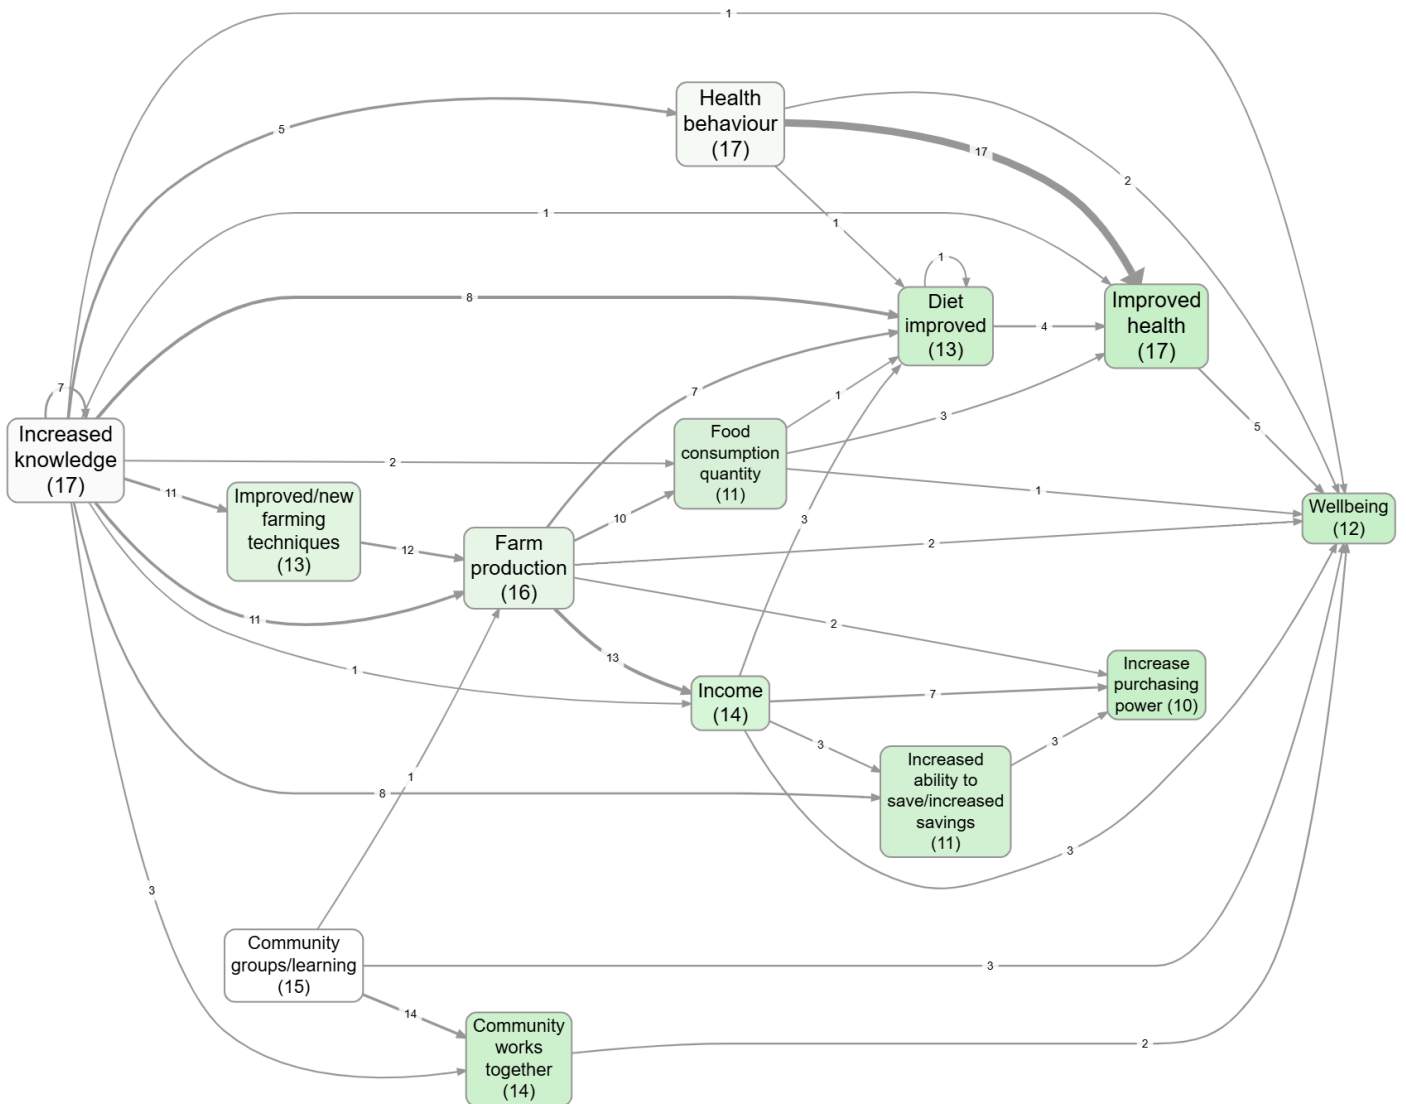 1
Health
behaviour
(17)
5
17
2
1
1
1
8
Diet
improved
(13)
4
Improved
health
(17)
7
7
1
3
5
Increased
knowledge
(17)
2
Food
consumption
quantity
(11)
1
11
Improved/new
farming
techniques
(13)
12
10
3
Wellbeing
(12)
Farm
production
(16)
2
2
11
13
1
Income
(14)
7
Increase
purchasing
power (10)
3
3
1
8
Increased
ability to
save/increased
savings
(11)
3
3
Community
groups/learning
(15)
3
14
Community
works
together
(14)
2